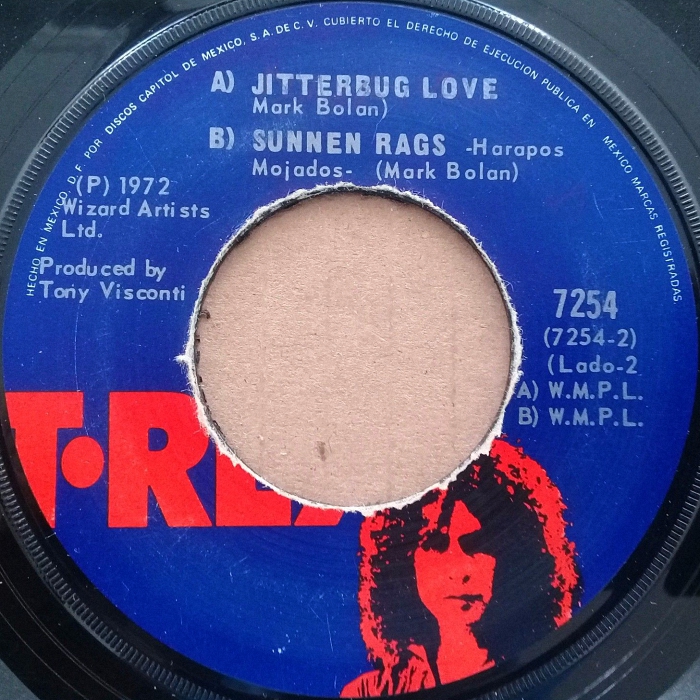 HECHO EN MEXICO, D. F. POR DISCOS CAPITOL DE MEXICO, S. A. DE C. V. CUBIERTO EL DERECHO DE EJECUCION PUBLICA EN MEXICO MARCAS REGISTRADAS.
A) JITTERBUG LOVE
Mark Bolan)
B) SUNNEN RAGS -Harapos
Mojados- (Mark Bolan)
(P) 1972
Wizard Artists
Ltd.
Produced by
Tony Visconti
7254
(7254-2)
(Lado-2
A) W.M.P.L.
B) W.M.P.L.
T·REX